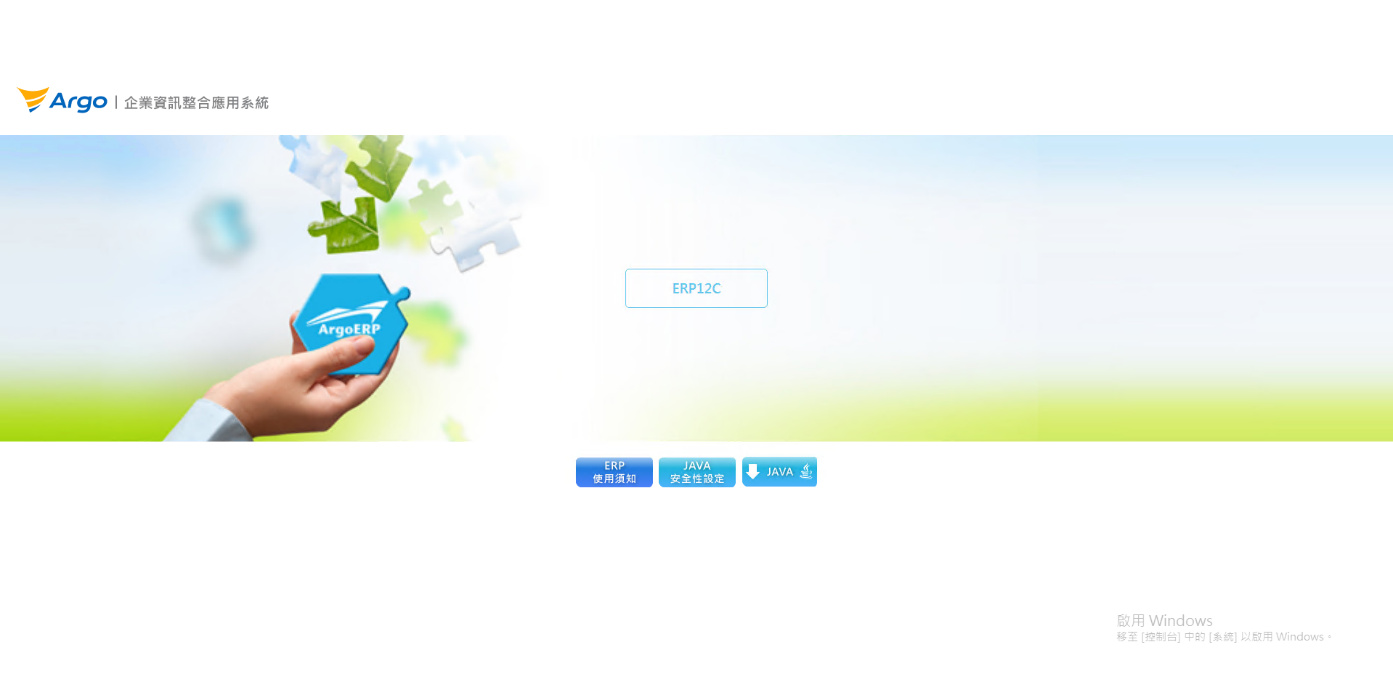 Argo | 企業資訊整合應用系統
ArgoERP
ERP12C
ERP
使用須知
JAVA
安全性設定
JAVA
啟用 Windows
移至 [控制台] 中的 [系統] 以啟用 Windows。